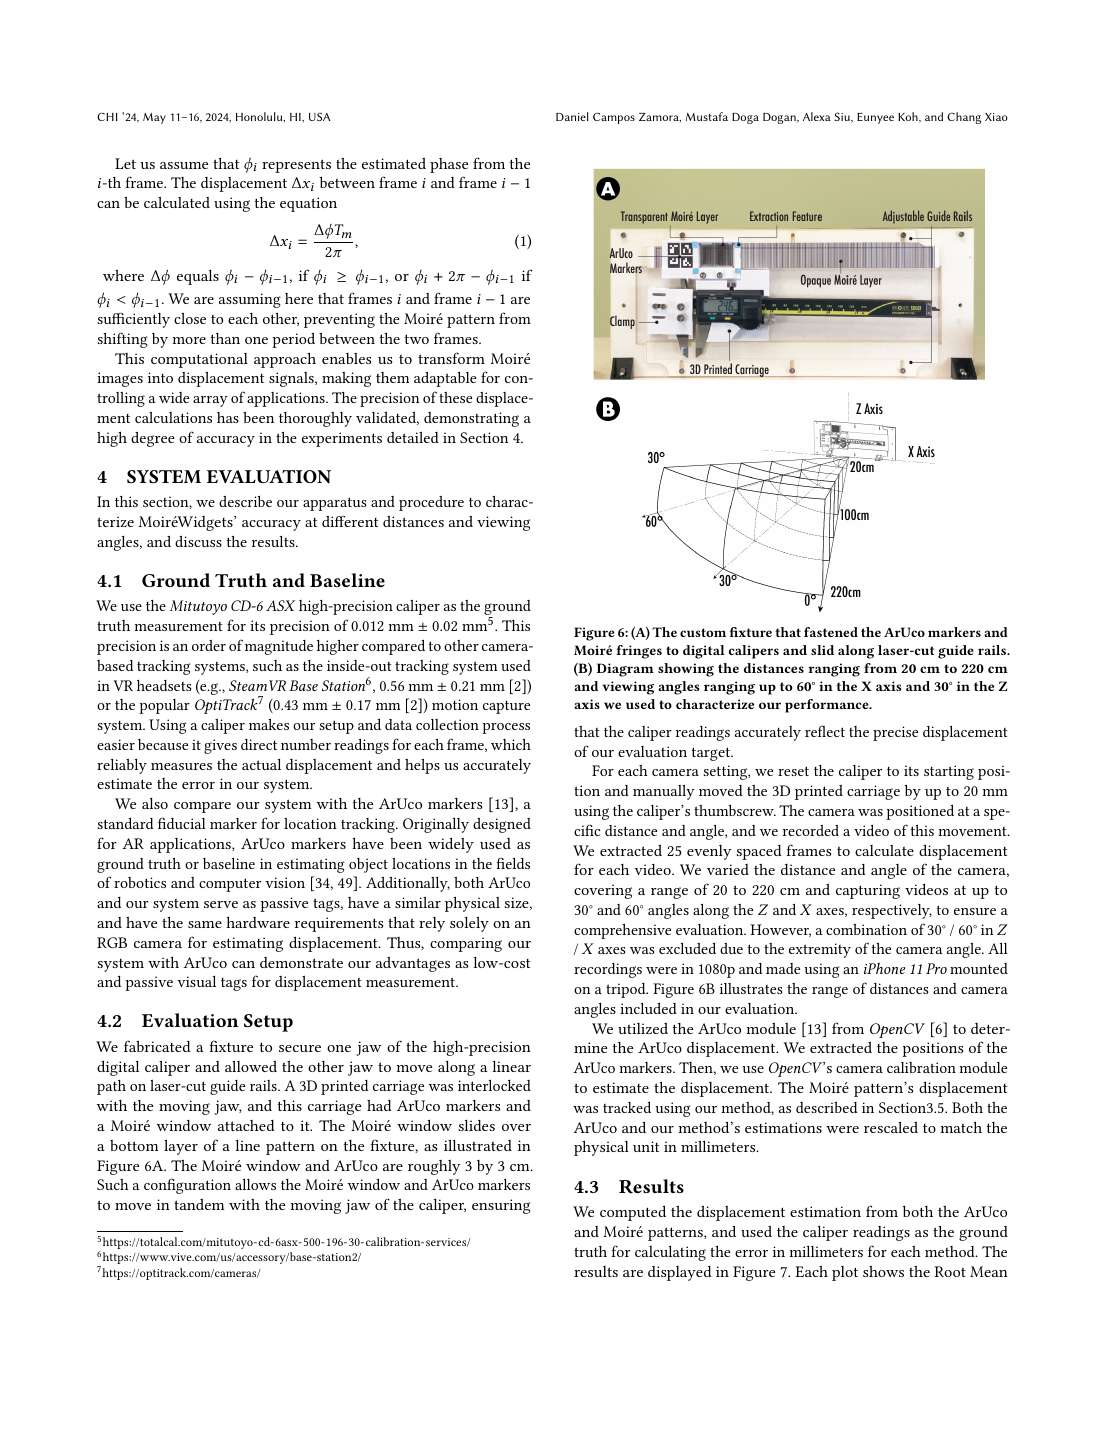 CHI ’24, May 11–16, 2024, Honolulu, HI, USA
Daniel Campos Zamora, Mustafa Doga Dogan, Alexa Siu, Eunyee Koh, and Chang Xiao
Let us assume that ϕi represents the estimated phase from the
i-th frame. The displacement Δxi between frame i and frame i − 1
can be calculated using the equation
Δxi = ΔϕTm / 2π, (1)
where Δϕ equals ϕi − ϕi−1, if ϕi ≥ ϕi−1, or ϕi + 2π − ϕi−1 if
ϕi < ϕi−1. We are assuming here that frames i and frame i − 1 are
sufficiently close to each other, preventing the Moiré pattern from
shifting by more than one period between the two frames.
This computational approach enables us to transform Moiré
images into displacement signals, making them adaptable for con-
trolling a wide array of applications. The precision of these displace-
ment calculations has been thoroughly validated, demonstrating a
high degree of accuracy in the experiments detailed in Section 4.
4 SYSTEM EVALUATION
In this section, we describe our apparatus and procedure to charac-
terize MoiréWidgets’ accuracy at different distances and viewing
angles, and discuss the results.
4.1 Ground Truth and Baseline
We use the Mitutoyo CD-6 ASX high-precision caliper as the ground
truth measurement for its precision of 0.012 mm ± 0.02 mm5. This
precision is an order of magnitude higher compared to other camera-
based tracking systems, such as the inside-out tracking system used
in VR headsets (e.g., SteamVR Base Station6, 0.56 mm ± 0.21 mm [2])
or the popular OptiTrack7 (0.43 mm ± 0.17 mm [2]) motion capture
system. Using a caliper makes our setup and data collection process
easier because it gives direct number readings for each frame, which
reliably measures the actual displacement and helps us accurately
estimate the error in our system.
We also compare our system with the ArUco markers [13], a
standard fiducial marker for location tracking. Originally designed
for AR applications, ArUco markers have been widely used as
ground truth or baseline in estimating object locations in the fields
of robotics and computer vision [34, 49]. Additionally, both ArUco
and our system serve as passive tags, have a similar physical size,
and have the same hardware requirements that rely solely on an
RGB camera for estimating displacement. Thus, comparing our
system with ArUco can demonstrate our advantages as low-cost
and passive visual tags for displacement measurement.
4.2 Evaluation Setup
We fabricated a fixture to secure one jaw of the high-precision
digital caliper and allowed the other jaw to move along a linear
path on laser-cut guide rails. A 3D printed carriage was interlocked
with the moving jaw, and this carriage had ArUco markers and
a Moiré window attached to it. The Moiré window slides over
a bottom layer of a line pattern on the fixture, as illustrated in
Figure 6A. The Moiré window and ArUco are roughly 3 by 3 cm.
Such a configuration allows the Moiré window and ArUco markers
to move in tandem with the moving jaw of the caliper, ensuring
5https://totalcal.com/mitutoyo-cd-6asx-500-196-30-calibration-services/
6https://www.vive.com/us/accessory/base-station2/
7https://optitrack.com/cameras/
A
Transparent Moiré Layer
Extraction Feature
Adjustable Guide Rails
ArUco
Markers
Opaque Moiré Layer
Clamp
3D Printed Carriage
B
Z Axis
X Axis
30°
20cm
100cm
60°
30°
0°
220cm
Figure 6: (A) The custom fixture that fastened the ArUco markers and
Moiré fringes to digital calipers and slid along laser-cut guide rails.
(B) Diagram showing the distances ranging from 20 cm to 220 cm
and viewing angles ranging up to 60° in the X axis and 30° in the Z
axis we used to characterize our performance.
that the caliper readings accurately reflect the precise displacement
of our evaluation target.
For each camera setting, we reset the caliper to its starting posi-
tion and manually moved the 3D printed carriage by up to 20 mm
using the caliper’s thumbscrew. The camera was positioned at a spe-
cific distance and angle, and we recorded a video of this movement.
We extracted 25 evenly spaced frames to calculate displacement
for each video. We varied the distance and angle of the camera,
covering a range of 20 to 220 cm and capturing videos at up to
30° and 60° angles along the Z and X axes, respectively, to ensure a
comprehensive evaluation. However, a combination of 30° / 60° in Z
/ X axes was excluded due to the extremity of the camera angle. All
recordings were in 1080p and made using an iPhone 11 Pro mounted
on a tripod. Figure 6B illustrates the range of distances and camera
angles included in our evaluation.
We utilized the ArUco module [13] from OpenCV [6] to deter-
mine the ArUco displacement. We extracted the positions of the
ArUco markers. Then, we use OpenCV’s camera calibration module
to estimate the displacement. The Moiré pattern’s displacement
was tracked using our method, as described in Section3.5. Both the
ArUco and our method’s estimations were rescaled to match the
physical unit in millimeters.
4.3 Results
We computed the displacement estimation from both the ArUco
and Moiré patterns, and used the caliper readings as the ground
truth for calculating the error in millimeters for each method. The
results are displayed in Figure 7. Each plot shows the Root Mean